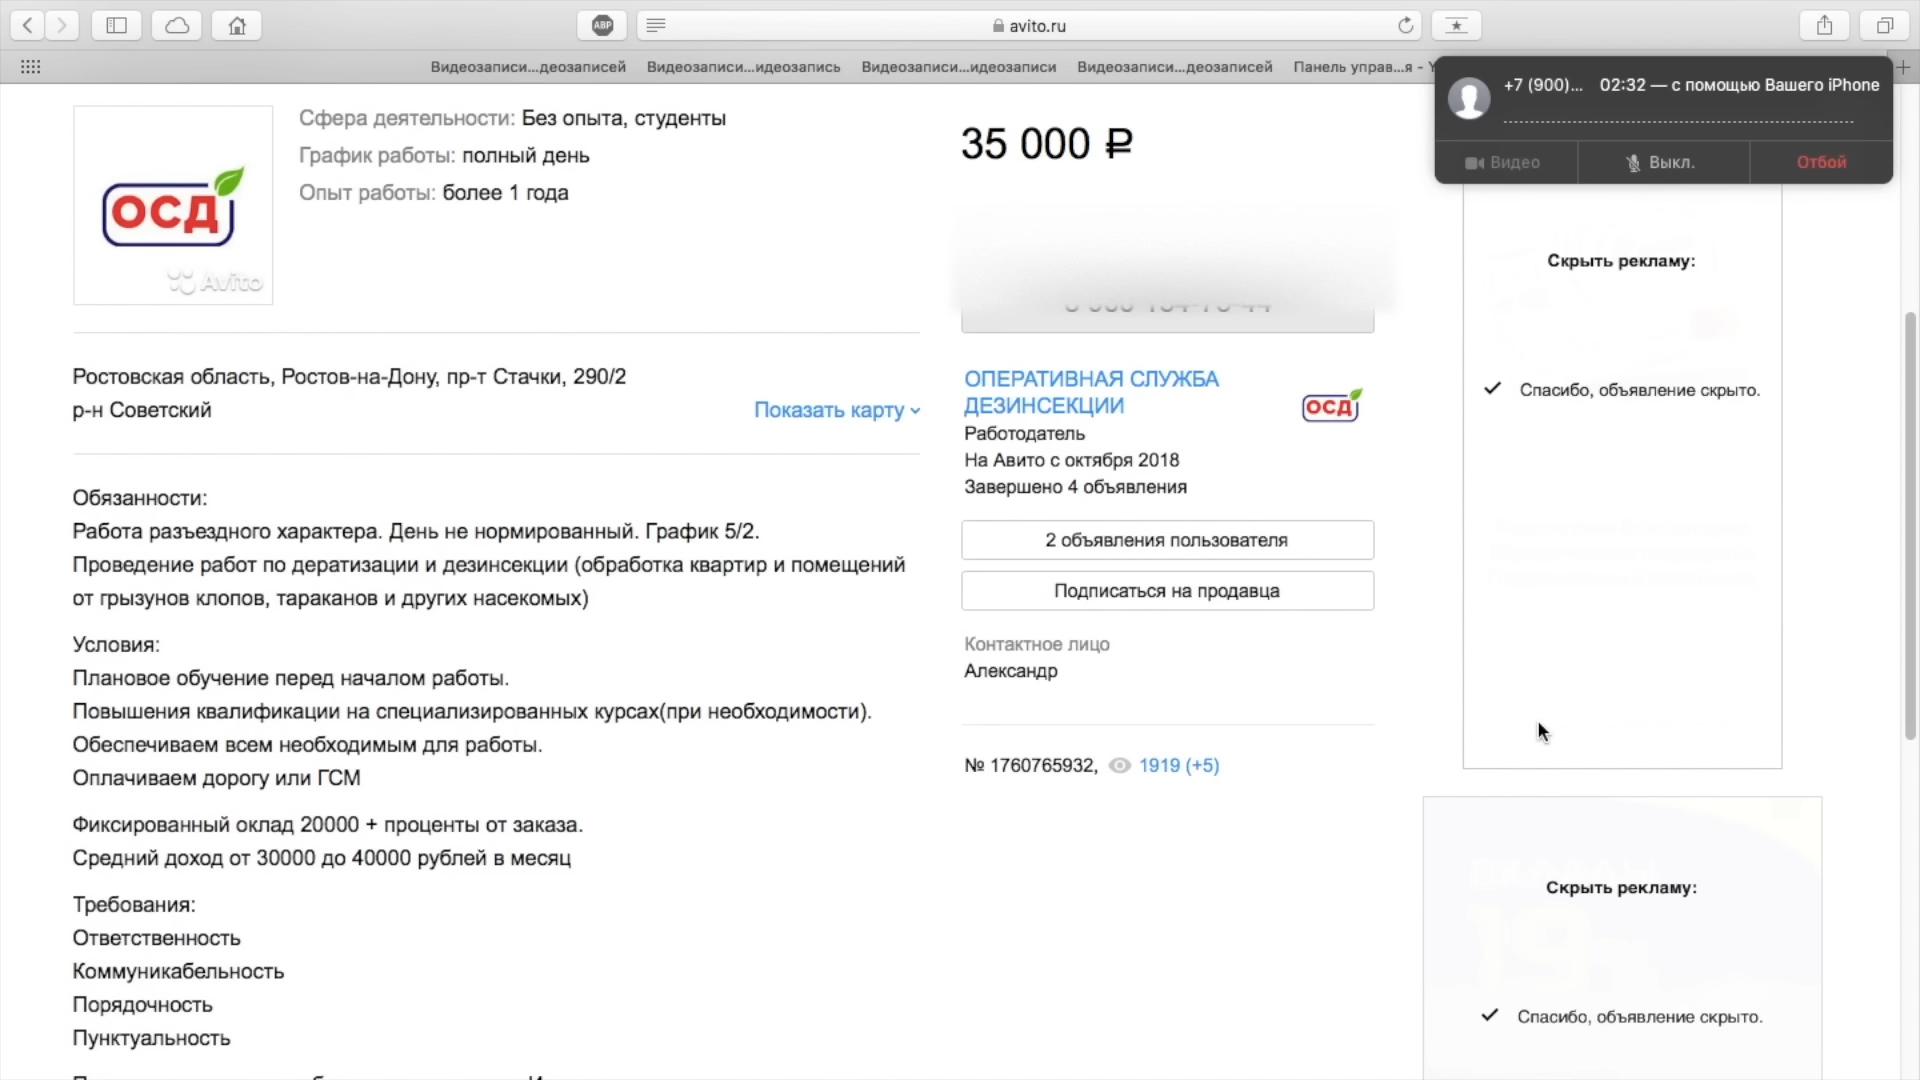 ABP
avito.ru
Видеозаписи...деозаписей
Видеозаписи...идеозапись
Видеозаписи...идеозаписи
Видеозаписи...деозаписей
Панель управ...я - Y
+7 (900)...
02:32 — с помощью Вашего iPhone
Видео
Выкл.
Отбой
ОСД
Avito
Сфера деятельности: Без опыта, студенты
График работы: полный день
Опыт работы: более 1 года
35 000 ₽
Ростовская область, Ростов-на-Дону, пр-т Стачки, 290/2
р-н Советский
Показать карту
Обязанности:
Работа разъездного характера. День не нормированный. График 5/2.
Проведение работ по дератизации и дезинсекции (обработка квартир и помещений
от грызунов клопов, тараканов и других насекомых)
Условия:
Плановое обучение перед началом работы.
Повышения квалификации на специализированных курсах(при необходимости).
Обеспечиваем всем необходимым для работы.
Оплачиваем дорогу или ГСМ
Фиксированный оклад 20000 + проценты от заказа.
Средний доход от 30000 до 40000 рублей в месяц
Требования:
Ответственность
Коммуникабельность
Порядочность
Пунктуальность
ОПЕРАТИВНАЯ СЛУЖБА
ДЕЗИНСЕКЦИИ
ОСД
Работодатель
На Авито с октября 2018
Завершено 4 объявления
2 объявления пользователя
Подписаться на продавца
Контактное лицо
Александр
№ 1760765932,
1919 (+5)
Скрыть рекламу:
Спасибо, объявление скрыто.
Скрыть рекламу:
Спасибо, объявление скрыто.